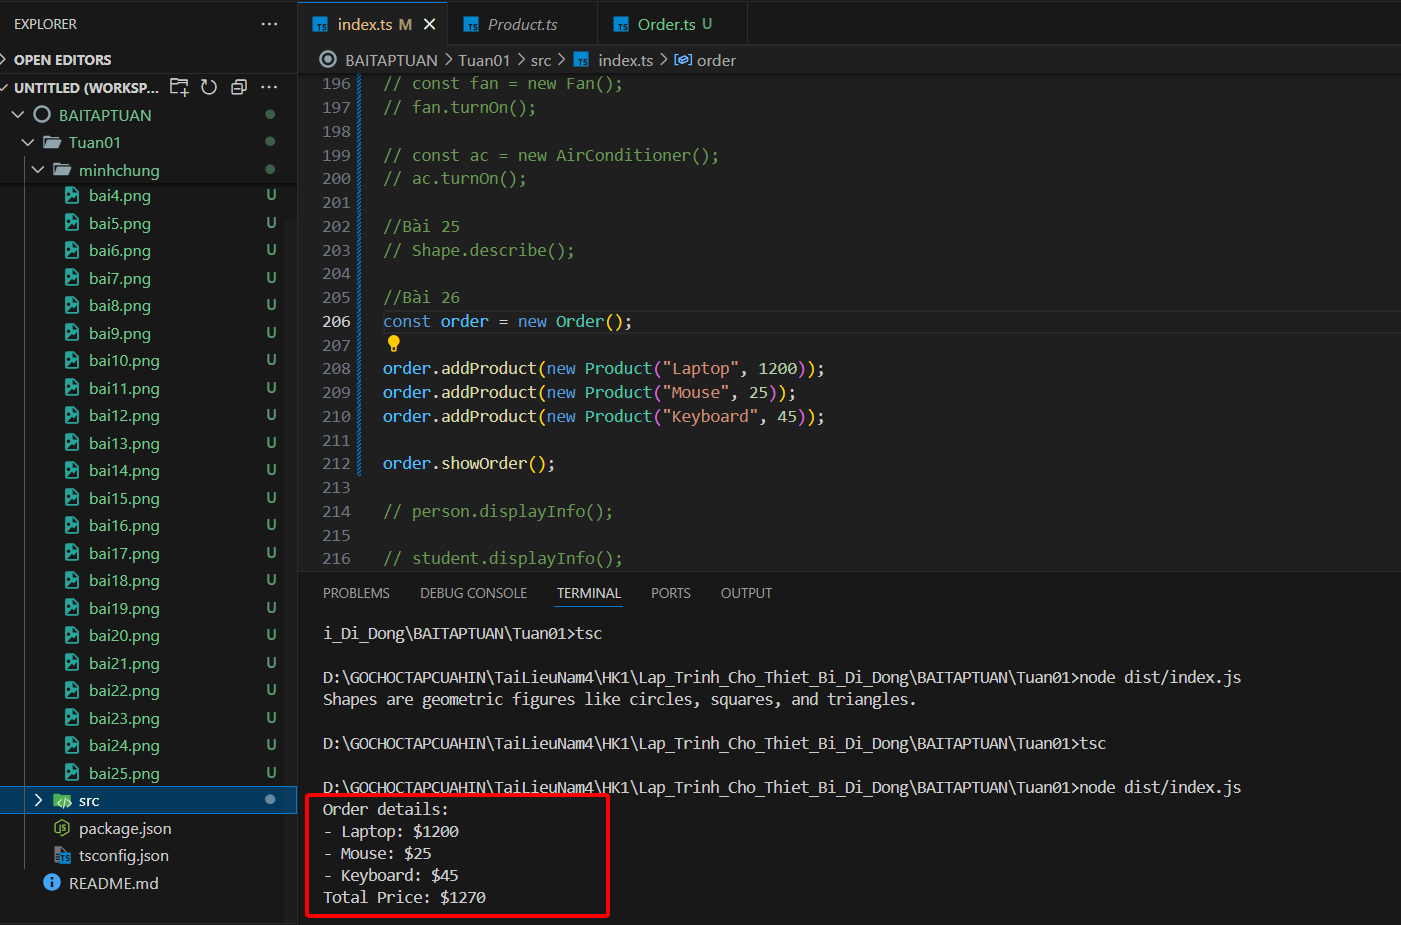 EXPLORER ···
OPEN EDITORS
UNTITLED (WORKSP... ···
BAITAPTUAN
Tuan01
minhchung
bai4.png U
bai5.png U
bai6.png U
bai7.png U
bai8.png U
bai9.png U
bai10.png U
bai11.png U
bai12.png U
bai13.png U
bai14.png U
bai15.png U
bai16.png U
bai17.png U
bai18.png U
bai19.png U
bai20.png U
bai21.png U
bai22.png U
bai23.png U
bai24.png U
bai25.png U
src
package.json
tsconfig.json
README.md
TS index.ts M × TS Product.ts TS Order.ts U
BAITAPTUAN > Tuan01 > src > TS index.ts > order
196 // const fan = new Fan();
197 // fan.turnOn();
198
199 // const ac = new AirConditioner();
200 // ac.turnOn();
201
202 //Bài 25
203 // Shape.describe();
204
205 //Bài 26
206 const order = new Order();
207
208 order.addProduct(new Product("Laptop", 1200));
209 order.addProduct(new Product("Mouse", 25));
210 order.addProduct(new Product("Keyboard", 45));
211
212 order.showOrder();
213
214 // person.displayInfo();
215
216 // student.displayInfo();
PROBLEMS DEBUG CONSOLE TERMINAL PORTS OUTPUT
i_Di_Dong\BAITAPTUAN\Tuan01>tsc
D:\GOCHOCTAPCUAHIN\TaiLieuNam4\HK1\Lap_Trinh_Cho_Thiet_Bi_Di_Dong\BAITAPTUAN\Tuan01>node dist/index.js
Shapes are geometric figures like circles, squares, and triangles.
D:\GOCHOCTAPCUAHIN\TaiLieuNam4\HK1\Lap_Trinh_Cho_Thiet_Bi_Di_Dong\BAITAPTUAN\Tuan01>tsc
D:\GOCHOCTAPCUAHIN\TaiLieuNam4\HK1\Lap_Trinh_Cho_Thiet_Bi_Di_Dong\BAITAPTUAN\Tuan01>node dist/index.js
Order details:
- Laptop: $1200
- Mouse: $25
- Keyboard: $45
Total Price: $1270